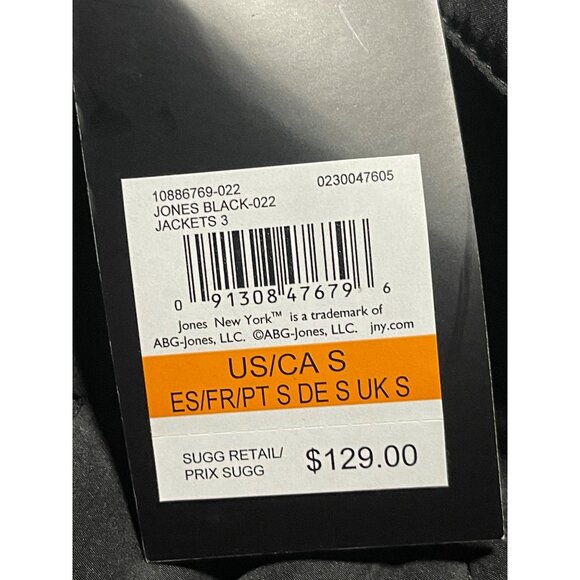 10886769-022 0230047605
JONES BLACK-022
JACKETS 3
0 91308 47679 6
Jones New York™ is a trademark of
ABG-Jones, LLC. ©ABG-Jones, LLC. jny.com
US/CA S
ES/FR/PT S DE S UK S
SUGG RETAIL/
PRIX SUGG $129.00